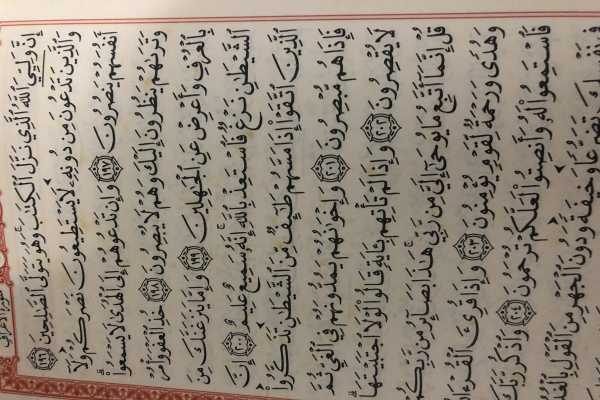 سورة الأعراف
إِنَّ وَلِـِّۧيَ ٱللَّهُ ٱلَّذِى نَزَّلَ ٱلْكِتَٰبَ وَهُوَ يَتَوَلَّى ٱلصَّٰلِحِينَ ١٩٦
وَٱلَّذِينَ تَدْعُونَ مِن دُونِهِۦ لَا يَسْتَطِيعُونَ نَصْرَكُمْ وَلَآ
أَنفُسَهُمْ يَنصُرُونَ ١٩٧ وَإِن تَدْعُوهُمْ إِلَى ٱلْهُدَىٰ لَا يَسْمَعُوا۟
وَتَرَىٰهُمْ يَنظُرُونَ إِلَيْكَ وَهُمْ لَا يُبْصِرُونَ ١٩٨ خُذِ ٱلْعَفْوَ وَأْمُرْ
بِٱلْعُرْفِ وَأَعْرِضْ عَنِ ٱلْجَٰهِلِينَ ١٩٩ وَإِمَّا يَنزَغَنَّكَ مِنَ
ٱلشَّيْطَٰنِ نَزْغٌ فَٱسْتَعِذْ بِٱللَّهِ إِنَّهُۥ سَمِيعٌ عَلِيمٌ ٢٠٠ إِنَّ
ٱلَّذِينَ ٱتَّقَوْا۟ إِذَا مَسَّهُمْ طَٰٓئِفٌ مِّنَ ٱلشَّيْطَٰنِ تَذَكَّرُوا۟
فَإِذَا هُم مُّبْصِرُونَ ٢٠١ وَإِخْوَٰنُهُمْ يَمُدُّونَهُمْ فِى ٱلْغَىِّ ثُمَّ
لَا يُقْصِرُونَ ٢٠٢ وَإِذَا لَمْ تَأْتِهِم بِـَٔايَةٍ قَالُوا۟ لَوْلَا ٱجْتَبَيْتَهَا
قُلْ إِنَّمَآ أَتَّبِعُ مَا يُوحَىٰٓ إِلَىَّ مِن رَّبِّى هَٰذَا بَصَآئِرُ مِن رَّبِّكُمْ
وَهُدًى وَرَحْمَةٌ لِّقَوْمٍ يُؤْمِنُونَ ٢٠٣ وَإِذَا قُرِئَ ٱلْقُرْءَانُ
فَٱسْتَمِعُوا۟ لَهُۥ وَأَنصِتُوا۟ لَعَلَّكُمْ تُرْحَمُونَ ٢٠٤ وَٱذْكُر رَّبَّكَ
فِى نَفْسِكَ تَضَرُّعًا وَخِيفَةً وَدُونَ ٱلْجَهْرِ مِنَ ٱلْقَوْلِ بِٱلْغُدُوِّ